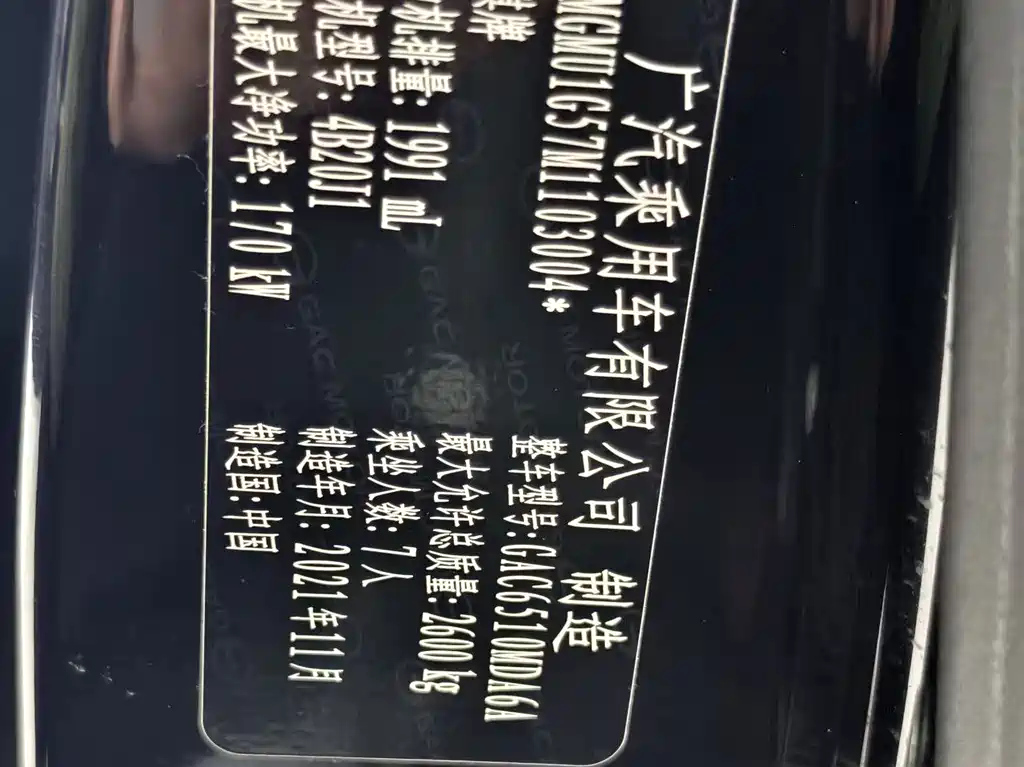 广汽乘用车有限公司 制造
MGMU1G57M1103004*
牌 整车型号:GAC6510MDA6A
机排量:1991 mL 最大允许总质量:2600 kg
机型号:4B20J1 乘坐人数:7人
机最大净功率:170 kW 制造年月:2021年11月
制造国:中国